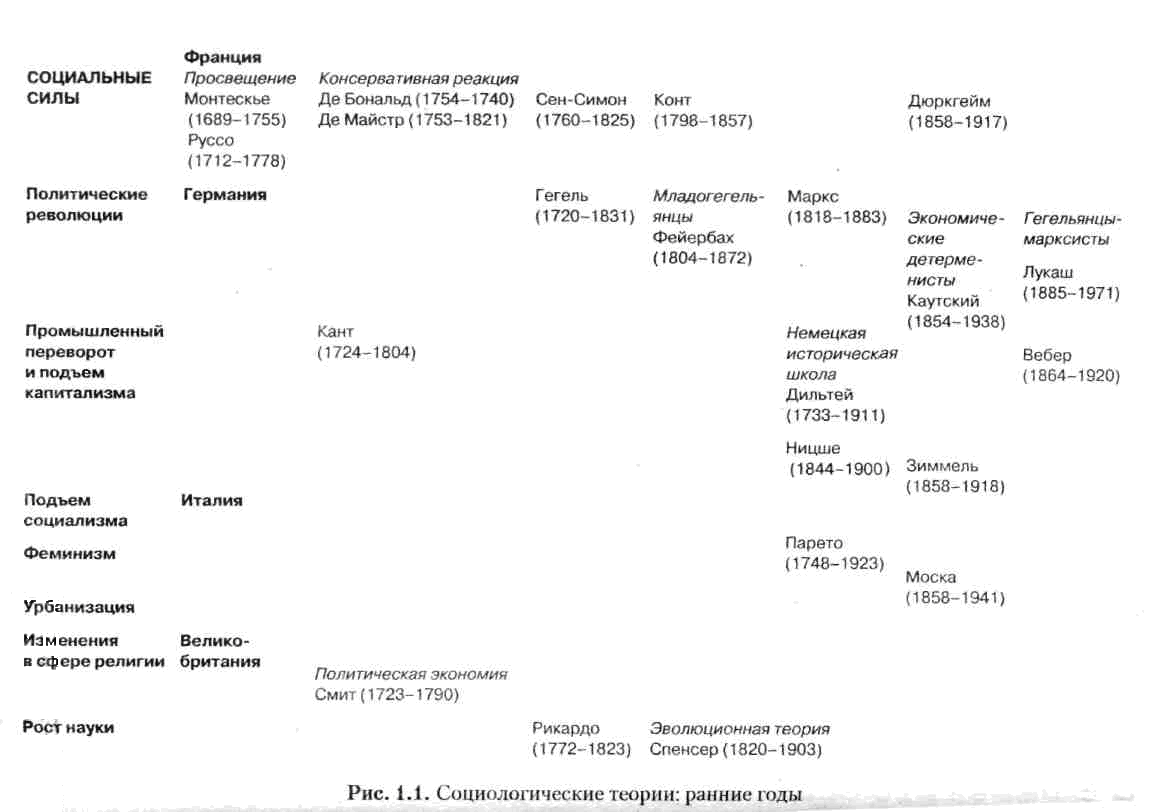 Франция
СОЦИАЛЬНЫЕ Просвещение Консервативная реакция
СИЛЫ Монтескье Де Бональд (1754–1740) Сен-Симон Конт Дюркгейм
(1689–1755) Де Майстр (1753–1821) (1760–1825) (1798–1857) (1858–1917)
Руссо
(1712–1778)
Политические Германия Гегель Младогегель- Маркс
революции (1720–1831) янцы (1818–1883) Экономиче- Гегельянцы-
Фейербах ские марксисты
(1804–1872) детерме-
нисты Лукаш
Каутский (1885–1971)
(1854–1938)
Промышленный Кант Немецкая
переворот (1724–1804) историческая Вебер
и подъем школа (1864–1920)
капитализма Дильтей
(1733–1911)
Ницше
(1844–1900) Зиммель
(1858–1918)
Подъем Италия
социализма
Феминизм Парето
(1748–1923)
Моска
Урбанизация (1858–1941)
Изменения Велико-
в сфере религии британия
Политическая экономия
Смит (1723–1790)
Рост науки Рикардо Эволюционная теория
(1772–1823) Спенсер (1820–1903)
Рис. 1.1. Социологические теории: ранние годы